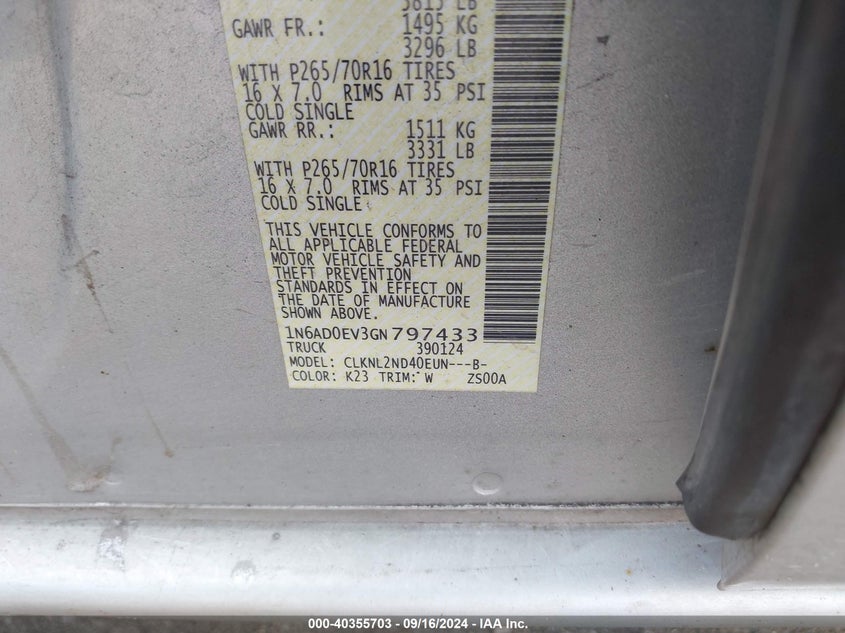 3815 LB
GAWR FR.: 1495 KG
3296 LB
WITH P265/70R16 TIRES
16 X 7.0 RIMS AT 35 PSI
COLD SINGLE
GAWR RR.: 1511 KG
3331 LB
WITH P265/70R16 TIRES
16 X 7.0 RIMS AT 35 PSI
COLD SINGLE
THIS VEHICLE CONFORMS TO
ALL APPLICABLE FEDERAL
MOTOR VEHICLE SAFETY AND
THEFT PREVENTION
STANDARDS IN EFFECT ON
THE DATE OF MANUFACTURE
SHOWN ABOVE.
1N6AD0EV3GN797433
TRUCK 390124
MODEL: CLKNL2ND40EUN---B-
COLOR: K23 TRIM: W ZS00A
000-40355703 - 09/16/2024 - IAA Inc.